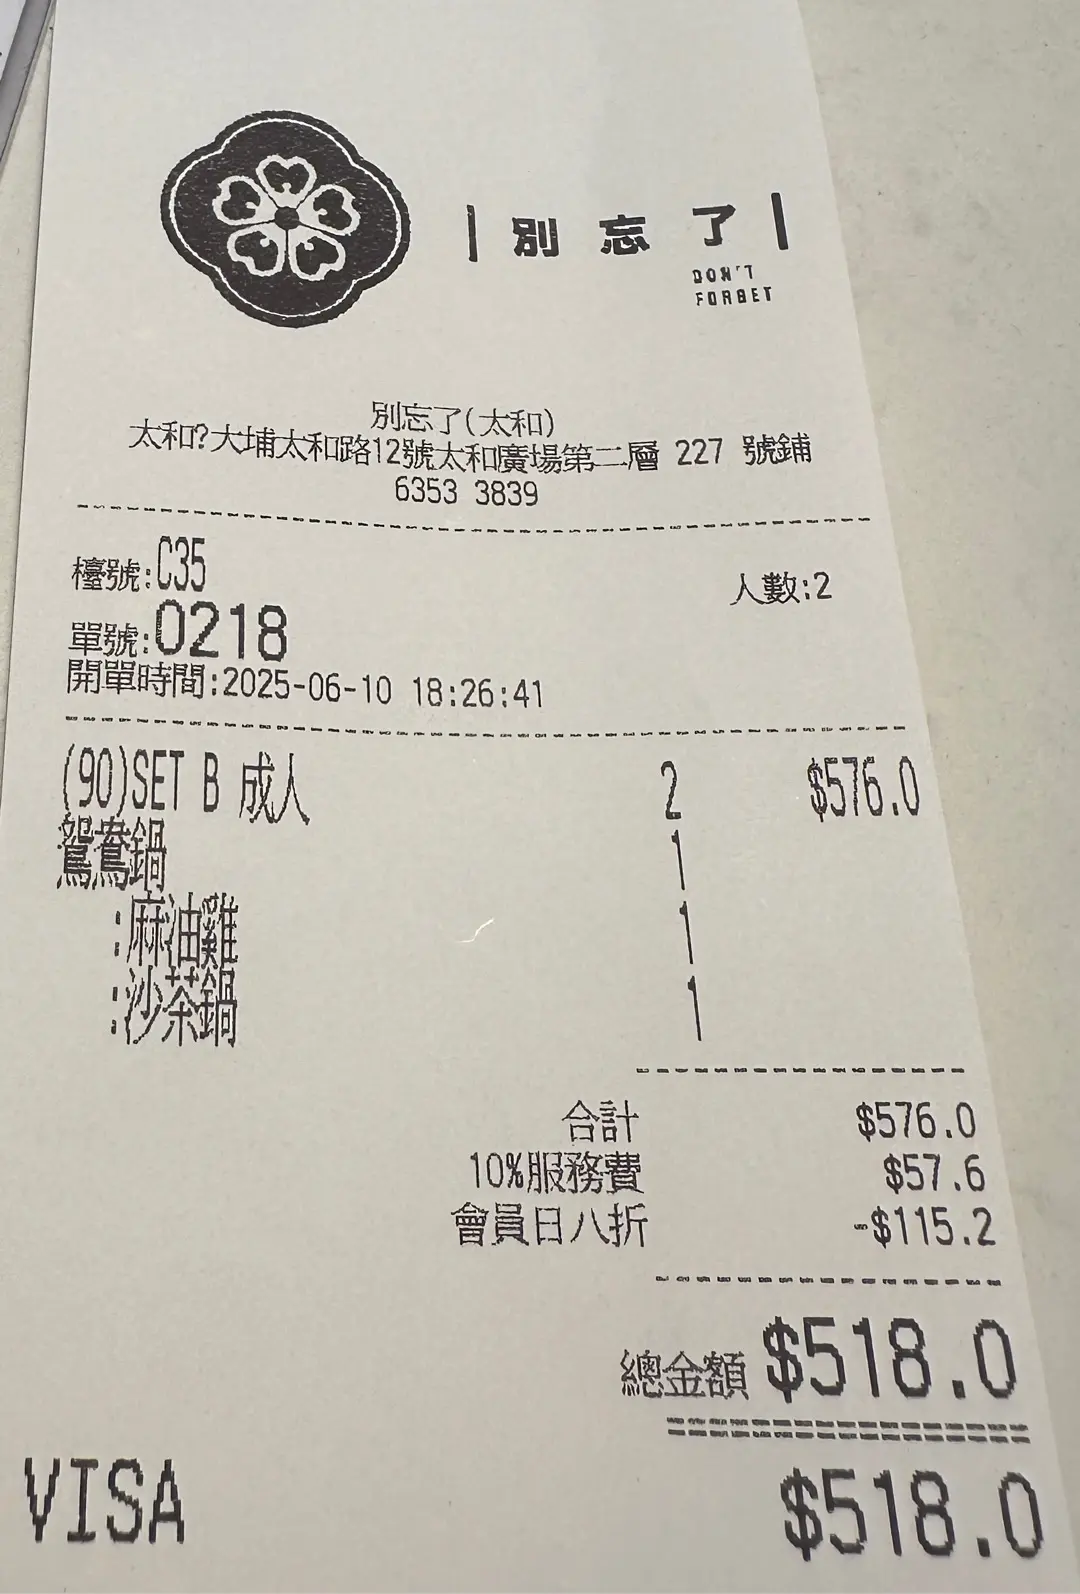 別忘了
DON'T
FORGET
別忘了(太和)
太和?大埔太和路12號太和廣場第二層 227 號鋪
6353 3839
檯號:C35 人數:2
單號:0218
開單時間:2025-06-10 18:26:41
(90)SET B 成人 2 $576.0
鴛鴦鍋 1
:麻油雞 1
:沙茶鍋 1
合計 $576.0
10%服務費 $57.6
會員日八折 -$115.2
總金額 $518.0
VISA $518.0